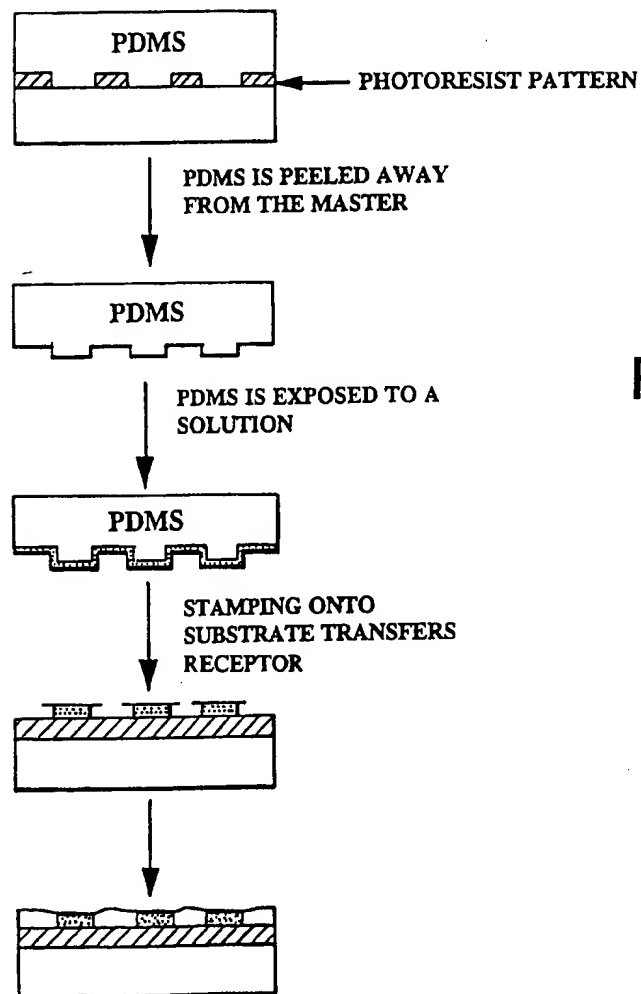 PDMS
PHOTORESIST PATTERN
PDMS IS PEELED AWAY
FROM THE MASTER
PDMS
PDMS IS EXPOSED TO A
SOLUTION
PDMS
STAMPING ONTO
SUBSTRATE TRANSFERS
RECEPTOR